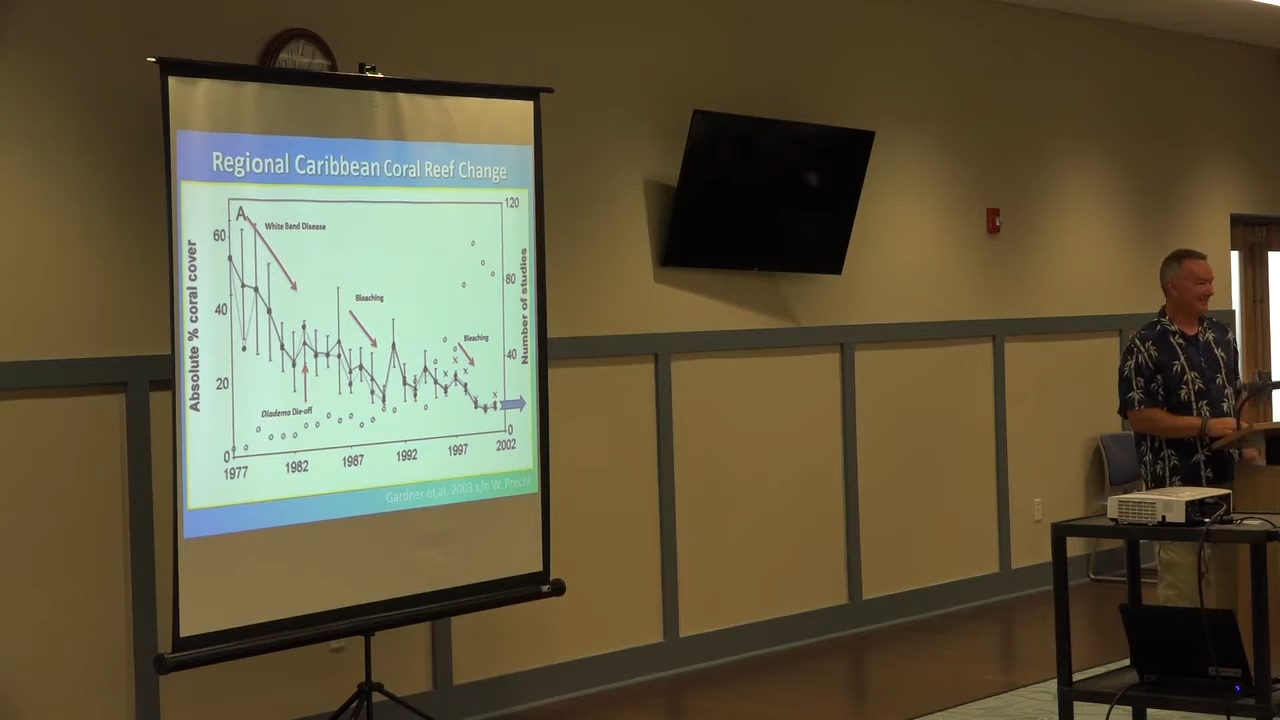 Regional Caribbean Coral Reef Change
A
White Band Disease
Bleaching
Bleaching
Diadema Die-off
Absolute % coral cover
60
40
20
0
Number of studies
120
80
40
0
1977
1982
1987
1992
1997
2002
Gardner et al. 2003 c/o W. Precht